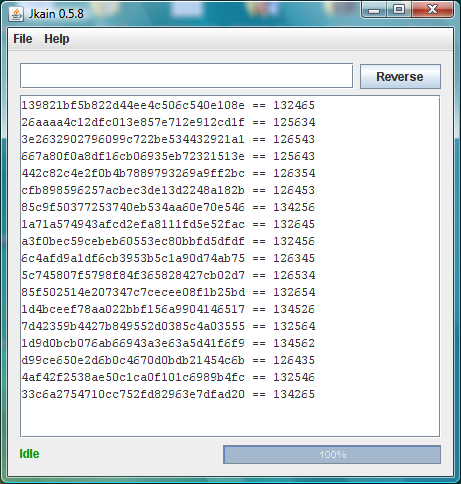 Jkain 0.5.8
File Help
Reverse
139821bf5b822d44ee4c506c540e108e == 132465
26aaaa4c12dfc013e857e712e912cd1f == 125634
3e2632902796099c722be534432921a1 == 126543
667a80f0a8df16cb06935eb72321513e == 125643
442c82c4e2f0b4b7889793269a9ff2bc == 126354
cfb898596257acbec3de13d2248a182b == 126453
85c9f50377253740eb534aa60e70e546 == 134256
1a71a574943afcd2efa8111fd5e52fac == 132645
a3f0bec59cebeb60553ec80bbfd5dfdf == 132456
6c4afd9a1df6cb3953b5c1a90d74ab75 == 126345
5c745807f5798f84f365828427cb02d7 == 126534
85f502514e207347c7cecee08f1b25bd == 132654
1d4bceef78aa022bbf156a9904146517 == 134526
7d42359b4427b849552d0385c4a03555 == 132564
1d9d0bcb076ab66943a3e63a5d41f6f9 == 134562
d99ce650e2d6b0c4670d0bdb21454c6b == 126435
4af42f2538ae50c1ca0f101c6989b4fc == 132546
33c6a2754710cc752fd82963e7dfad20 == 134265
Idle 100%